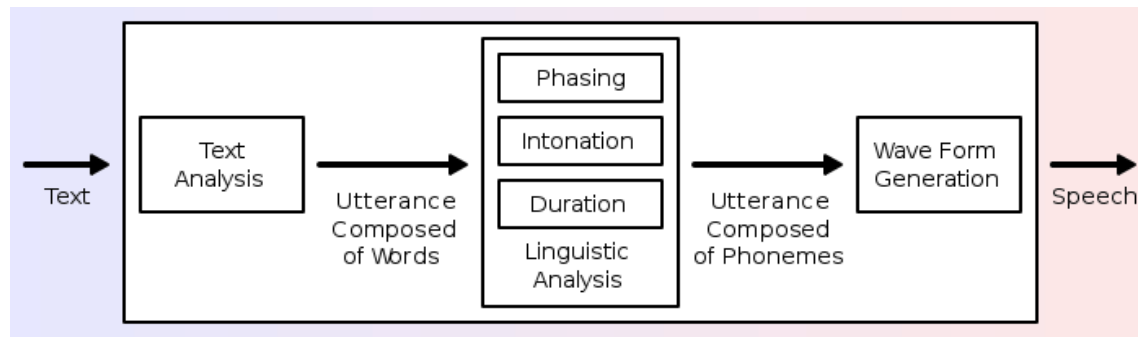 Text
Text
Analysis
Utterance
Composed
of Words
Phasing
Intonation
Duration
Linguistic
Analysis
Utterance
Composed
of Phonemes
Wave Form
Generation
Speech